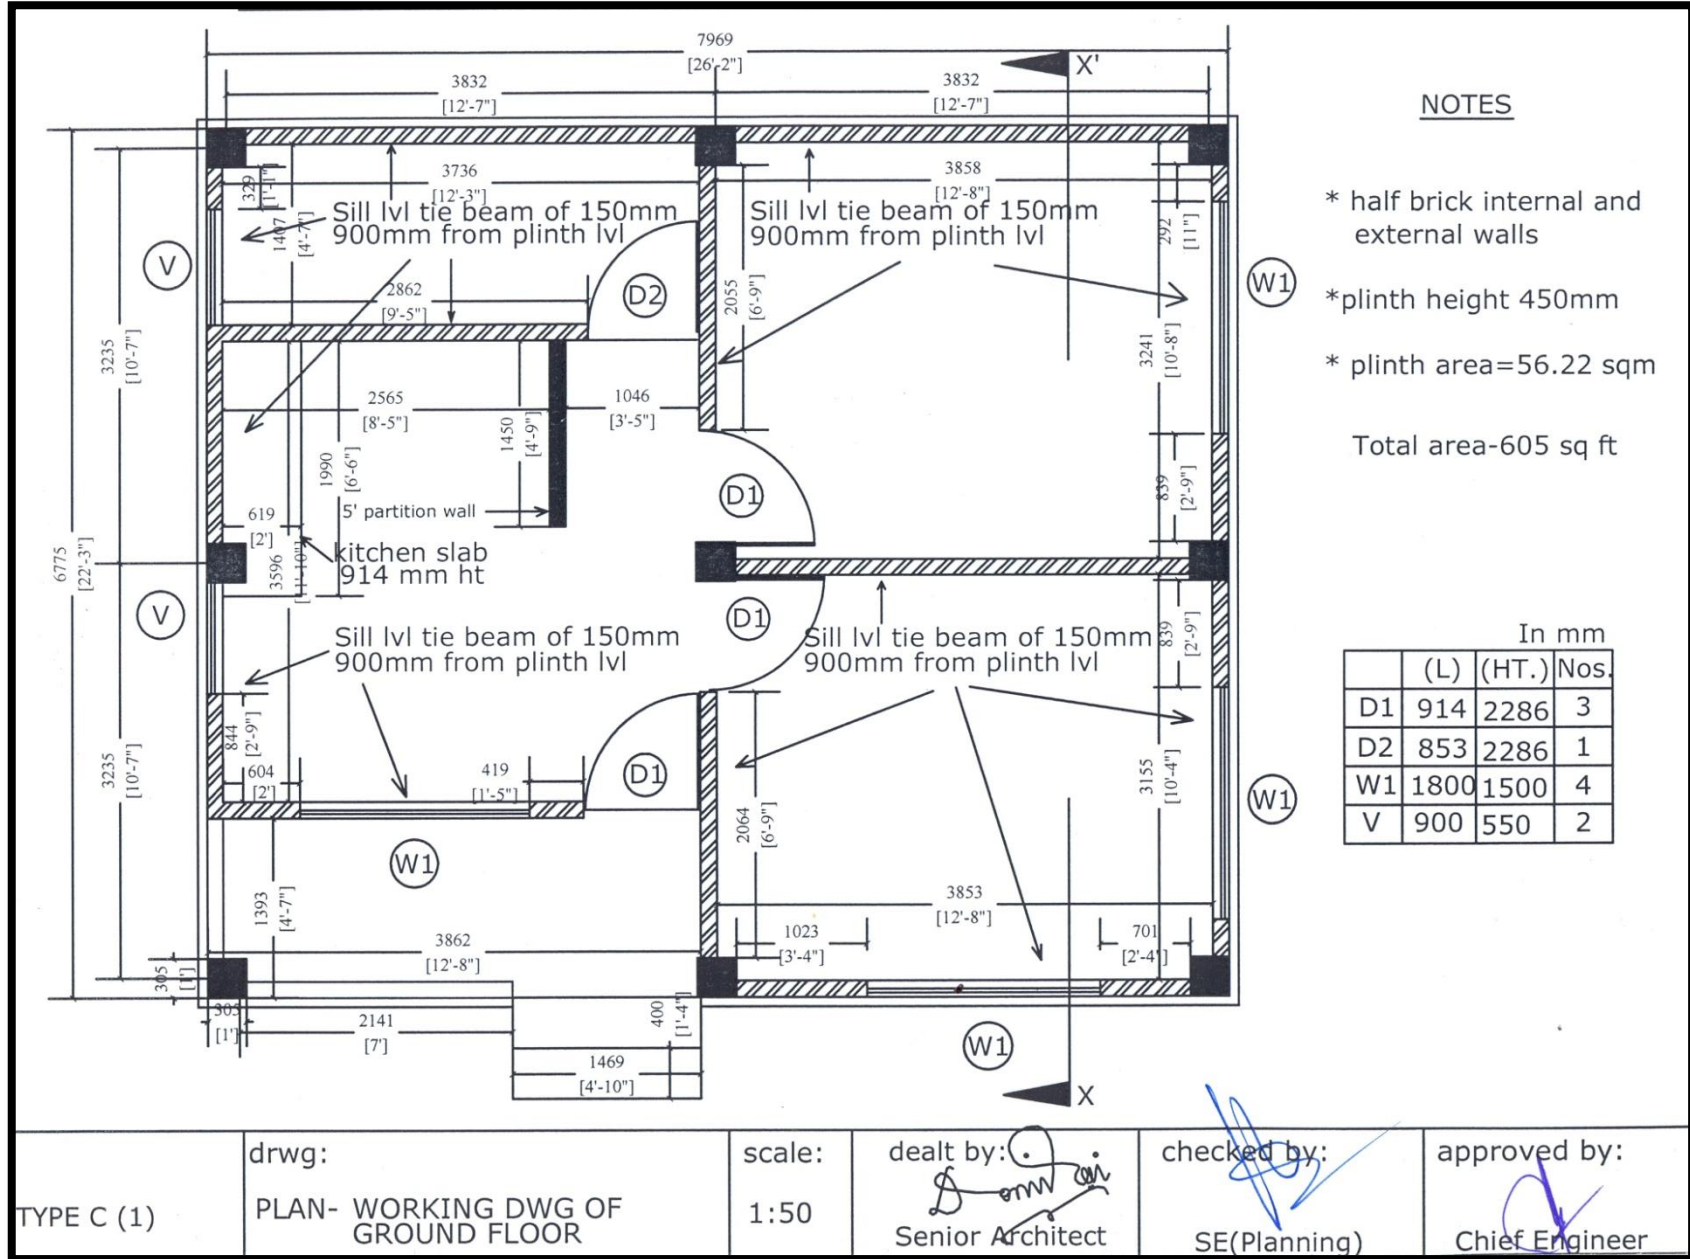 7969
[26'-2"]
X'
3832
[12'-7"]
3832
[12'-7"]
NOTES
* half brick internal and
external walls
*plinth height 450mm
* plinth area=56.22 sqm
Total area-605 sq ft
329
[1'-1"]
3736
[12'-3"]
3858
[12'-8"]
Sill lvl tie beam of 150mm
900mm from plinth lvl
Sill lvl tie beam of 150mm
900mm from plinth lvl
1407
[4'-7"]
292
[11"]
V
W1
2862
[9'-5"]
D2
2055
[6'-9"]
3235
[10'-7"]
3241
[10'-8"]
2565
[8'-5"]
1046
[3'-5"]
1450
[4'-9"]
1990
[6'-6"]
D1
839
[2'-9"]
5' partition wall
619
[2']
kitchen slab
914 mm ht
3596
6775
[22'-3"]
V
D1
Sill lvl tie beam of 150mm
900mm from plinth lvl
Sill lvl tie beam of 150mm
900mm from plinth lvl
839
[2'-9"]
844
[2'-9"]
3235
[10'-7"]
604
[2']
419
[1'-5"]
D1
3155
[10'-4"]
W1
2064
[6'-9"]
W1
1393
[4'-7"]
3853
[12'-8"]
3862
[12'-8"]
1023
[3'-4"]
701
[2'-4"]
305
[1']
305
[1']
2141
[7']
400
[1'-4"]
1469
[4'-10"]
W1
X
In mm
(L) (HT.) Nos.
D1 914 2286 3
D2 853 2286 1
W1 1800 1500 4
V 900 550 2
TYPE C (1)
drwg:
PLAN- WORKING DWG OF
GROUND FLOOR
scale:
1:50
dealt by:
Senior Architect
checked by:
SE(Planning)
approved by:
Chief Engineer